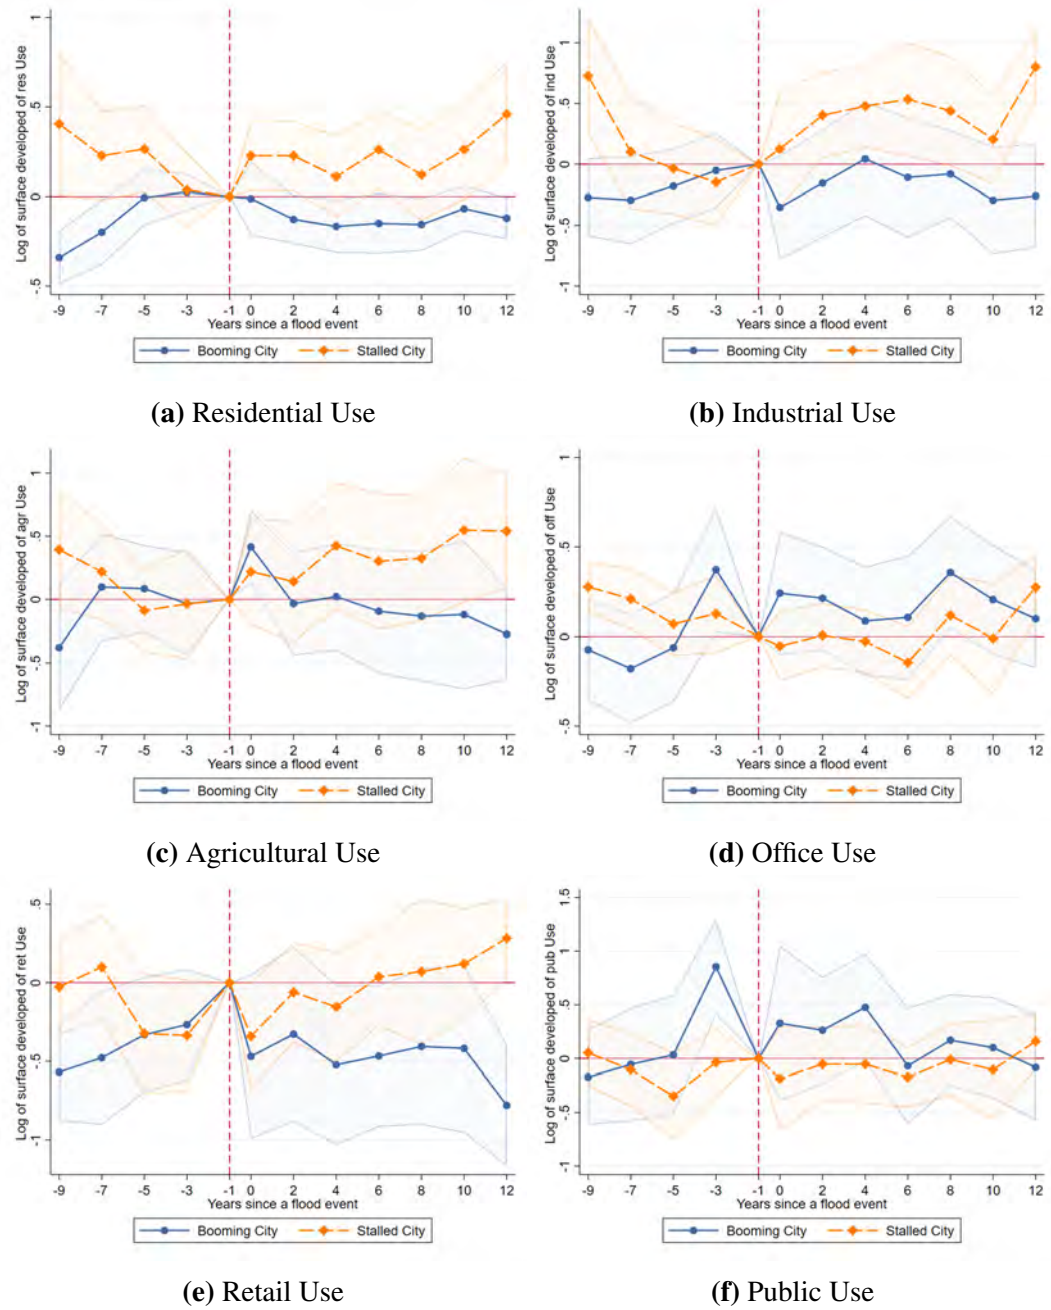 Log of surface developed of res Use
1
.5
0
-.5
-9 -7 -5 -3 -1 0 2 4 6 8 10 12
Years since a flood event
Booming City Stalled City
(a) Residential Use
Log of surface developed of ind Use
1
.5
0
-.5
-1
-9 -7 -5 -3 -1 0 2 4 6 8 10 12
Years since a flood event
Booming City Stalled City
(b) Industrial Use
Log of surface developed of agr Use
1
.5
0
-.5
-1
-9 -7 -5 -3 -1 0 2 4 6 8 10 12
Years since a flood event
Booming City Stalled City
(c) Agricultural Use
Log of surface developed of off Use
1
.5
0
-.5
-9 -7 -5 -3 -1 0 2 4 6 8 10 12
Years since a flood event
Booming City Stalled City
(d) Office Use
Log of surface developed of ret Use
.5
0
-.5
-1
-9 -7 -5 -3 -1 0 2 4 6 8 10 12
Years since a flood event
Booming City Stalled City
(e) Retail Use
Log of surface developed of pub Use
1.5
1
.5
0
-.5
-1
-9 -7 -5 -3 -1 0 2 4 6 8 10 12
Years since a flood event
Booming City Stalled City
(f) Public Use